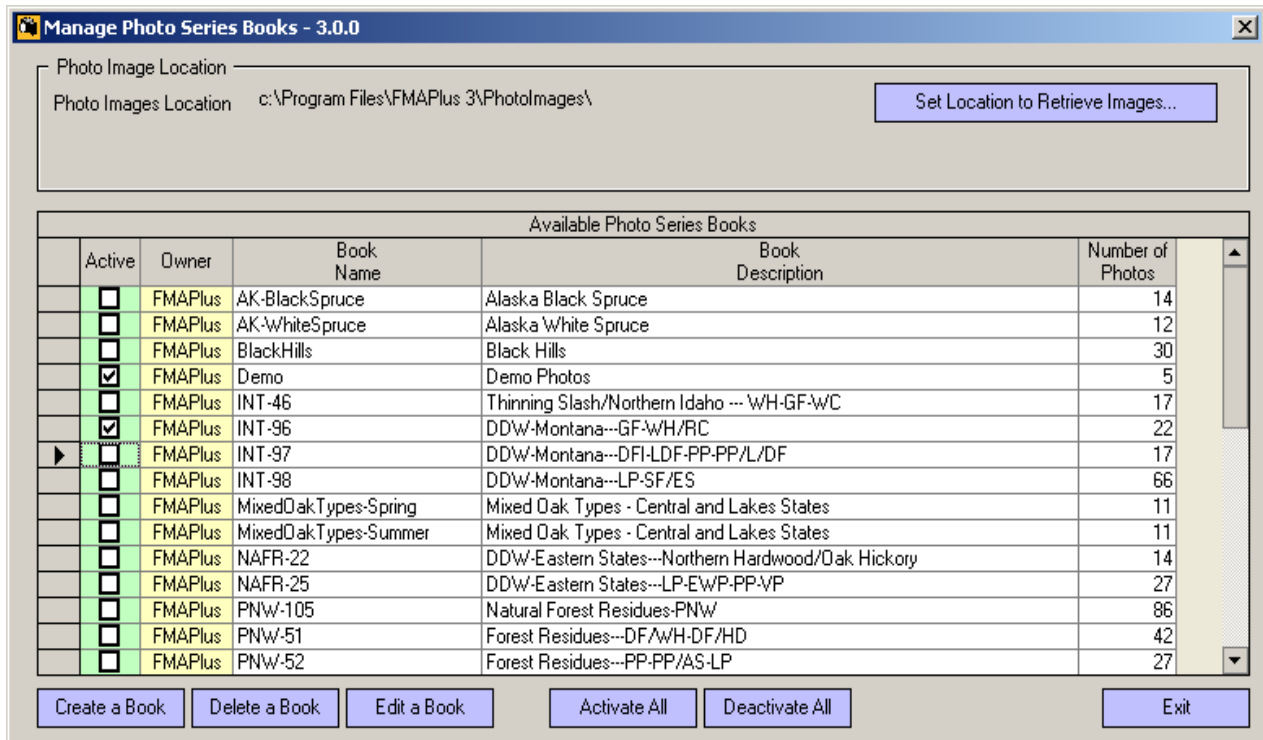 Manage Photo Series Books - 3.0.0
Photo Image Location
Photo Images Location c:\Program Files\FMAPlus 3\PhotoImages\ Set Location to Retrieve Images...
Available Photo Series Books
Active Owner Book Name Book Description Number of Photos
FMAPlus AK-BlackSpruce Alaska Black Spruce 14
FMAPlus AK-WhiteSpruce Alaska White Spruce 12
FMAPlus BlackHills Black Hills 30
FMAPlus Demo Demo Photos 5
FMAPlus INT-46 Thinning Slash/Northern Idaho --- WH-GF-WC 17
FMAPlus INT-96 DDW-Montana---GF-WH/RC 22
FMAPlus INT-97 DDW-Montana---DFI-LDF-PP-PP/L/DF 17
FMAPlus INT-98 DDW-Montana---LP-SF/ES 66
FMAPlus MixedOakTypes-Spring Mixed Oak Types - Central and Lakes States 11
FMAPlus MixedOakTypes-Summer Mixed Oak Types - Central and Lakes States 11
FMAPlus NAFR-22 DDW-Eastern States---Northern Hardwood/Oak Hickory 14
FMAPlus NAFR-25 DDW-Eastern States---LP-EWP-PP-VP 27
FMAPlus PNW-105 Natural Forest Residues-PNW 86
FMAPlus PNW-51 Forest Residues---DF/WH-DF/HD 42
FMAPlus PNW-52 Forest Residues---PP-PP/AS-LP 27
Create a Book Delete a Book Edit a Book Activate All Deactivate All Exit